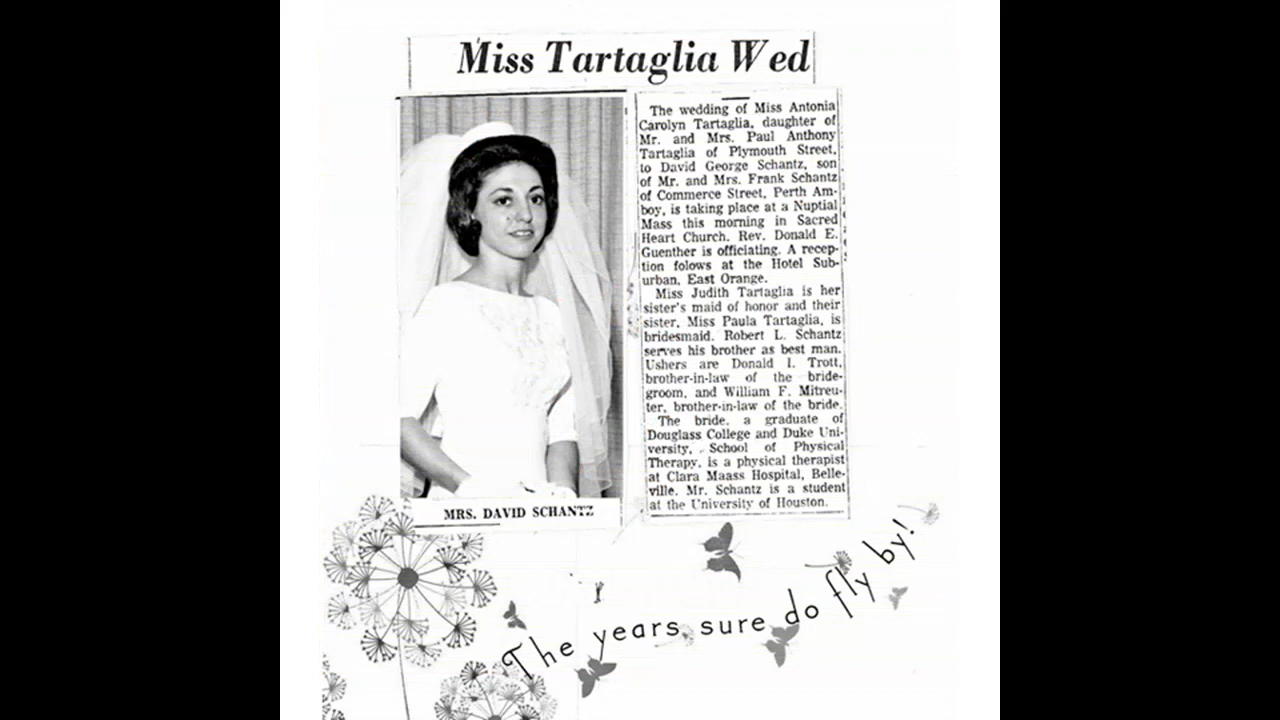 Miss Tartaglia Wed
The wedding of Miss Antonia
Carolyn Tartaglia, daughter of
Mr. and Mrs. Paul Anthony
Tartaglia of Plymouth Street,
to David George Schantz, son
of Mr. and Mrs. Frank Schantz
of Commerce Street, Perth Am-
boy, is taking place at a Nuptial
Mass this morning in Sacred
Heart Church. Rev. Donald E.
Guenther is officiating. A recep-
tion folows at the Hotel Sub-
urban, East Orange.
Miss Judith Tartaglia is her
sister's maid of honor and their
sister, Miss Paula Tartaglia, is
bridesmaid. Robert L. Schantz
serves his brother as best man.
Ushers are Donald I. Trott,
brother-in-law of the bride-
groom, and William F. Mitreu-
ter, brother-in-law of the bride.
The bride, a graduate of
Douglass College and Duke Uni-
versity, School of Physical
Therapy, is a physical therapist
at Clara Maass Hospital, Belle-
ville. Mr. Schantz is a student
at the University of Houston.
MRS. DAVID SCHANTZ
The years sure do fly by!